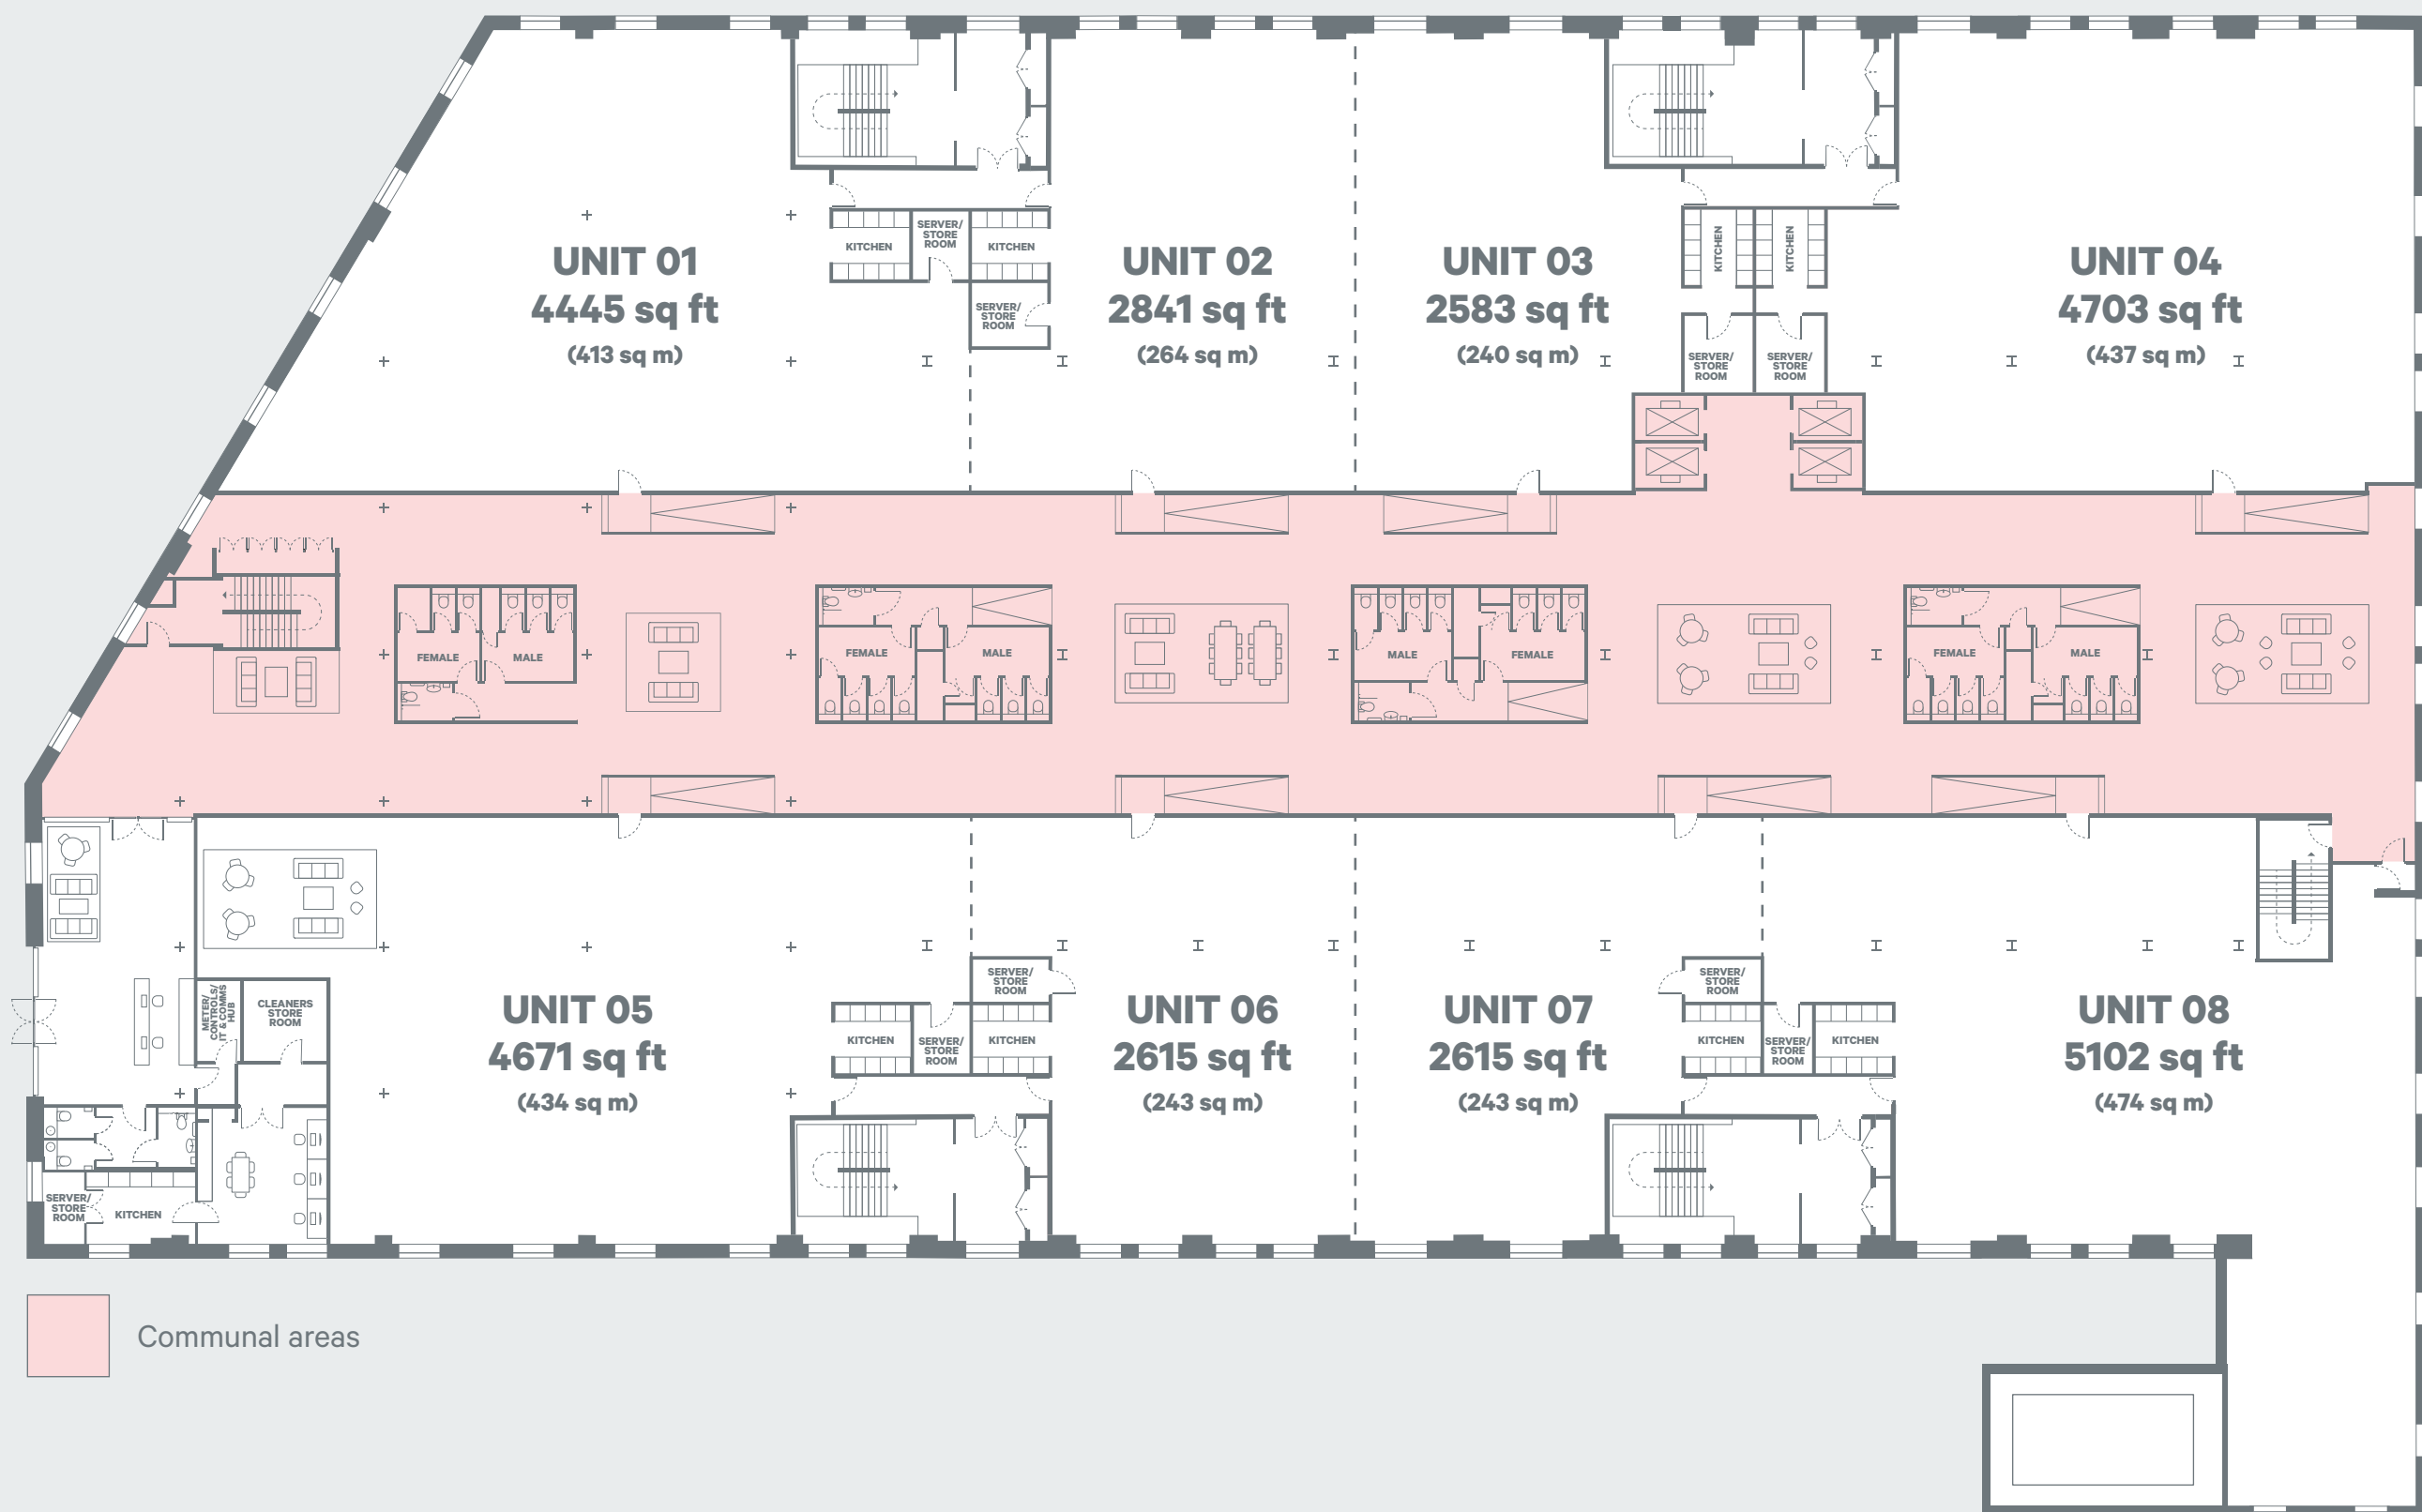 UNIT 01
4445 sq ft
(413 sq m)
KITCHEN
SERVER/
STORE
ROOM
KITCHEN
SERVER/
STORE
ROOM
UNIT 02
2841 sq ft
(264 sq m)
UNIT 03
2583 sq ft
(240 sq m)
KITCHEN
KITCHEN
SERVER/
STORE
ROOM
SERVER/
STORE
ROOM
UNIT 04
4703 sq ft
(437 sq m)
FEMALE
MALE
FEMALE
MALE
MALE
FEMALE
FEMALE
MALE
METER/
CONTROLS/
IT & COMMS
HUB
CLEANERS
STORE
ROOM
SERVER/
STORE
ROOM
KITCHEN
UNIT 05
4671 sq ft
(434 sq m)
KITCHEN
SERVER/
STORE
ROOM
SERVER/
STORE
ROOM
KITCHEN
UNIT 06
2615 sq ft
(243 sq m)
UNIT 07
2615 sq ft
(243 sq m)
SERVER/
STORE
ROOM
KITCHEN
SERVER/
STORE
ROOM
KITCHEN
UNIT 08
5102 sq ft
(474 sq m)
Communal areas